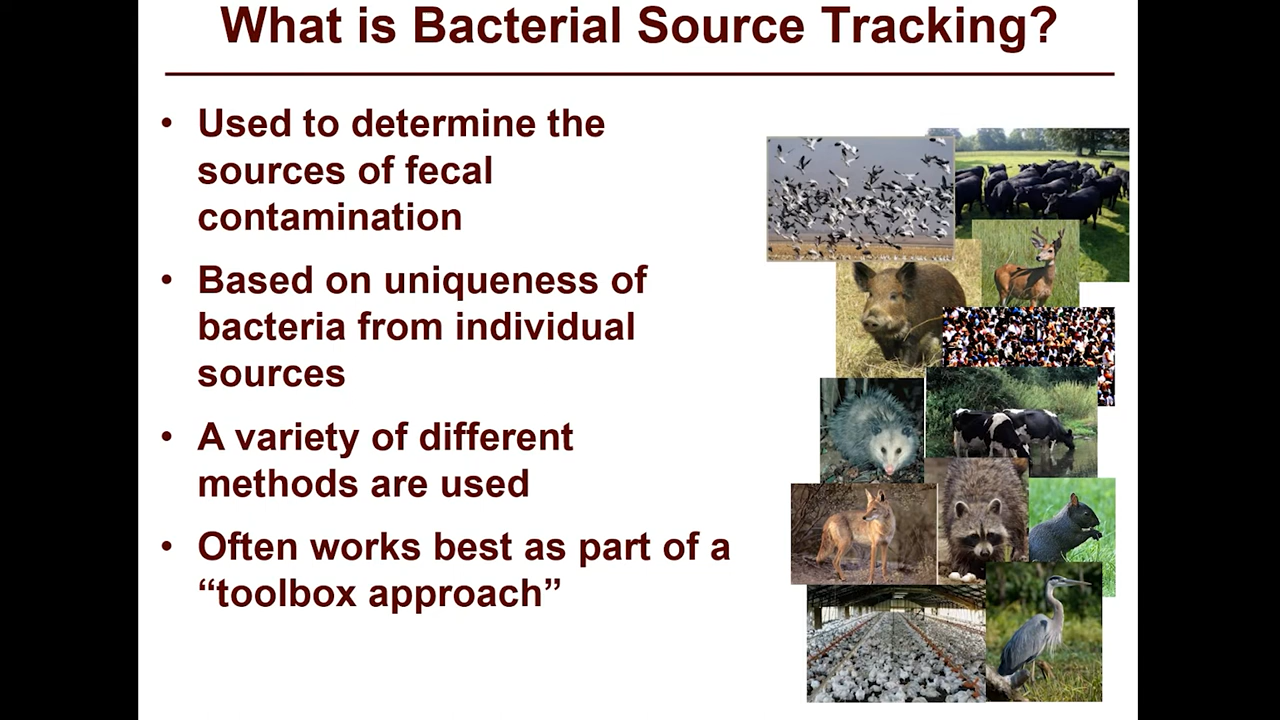 What is Bacterial Source Tracking?
• Used to determine the
sources of fecal
contamination
• Based on uniqueness of
bacteria from individual
sources
• A variety of different
methods are used
• Often works best as part of a
“toolbox approach”